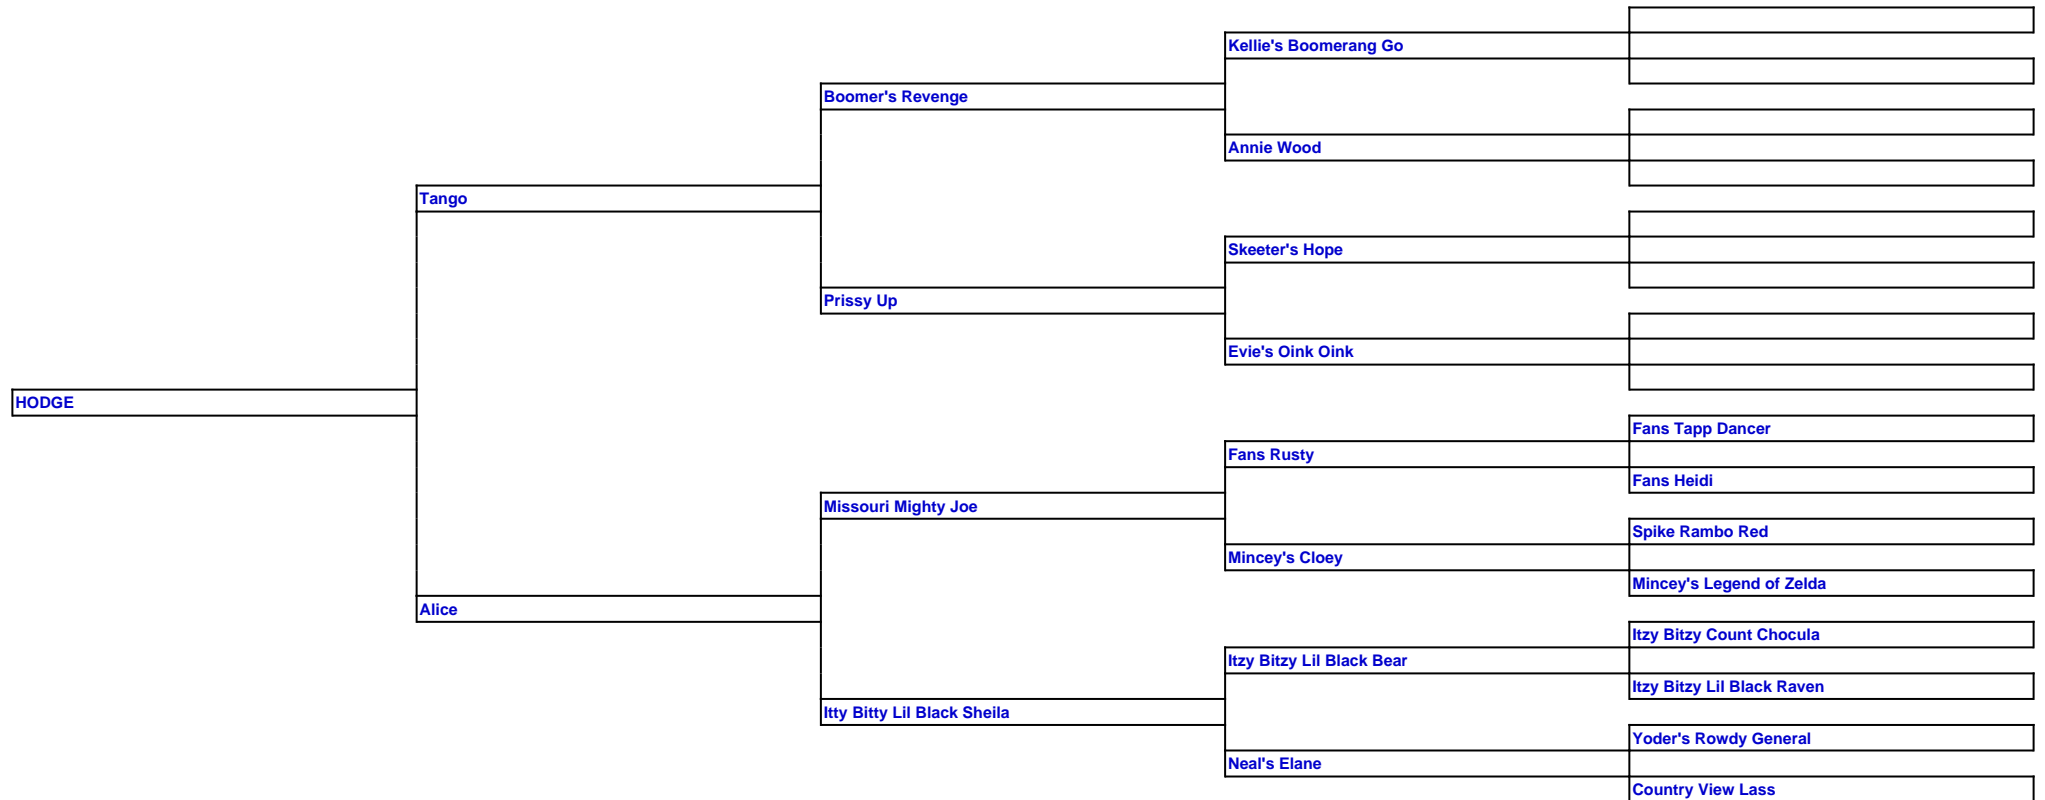 Kellie's Boomerang Go
Boomer's Revenge
Annie Wood
Tango
Skeeter's Hope
Prissy Up
Evie's Oink Oink
HODGE
Fans Tapp Dancer
Fans Rusty
Fans Heidi
Missouri Mighty Joe
Spike Rambo Red
Mincey's Cloey
Mincey's Legend of Zelda
Alice
Itzy Bitzy Count Chocula
Itzy Bitzy Lil Black Bear
Itzy Bitzy Lil Black Raven
Itty Bitty Lil Black Sheila
Yoder's Rowdy General
Neal's Elane
Country View Lass